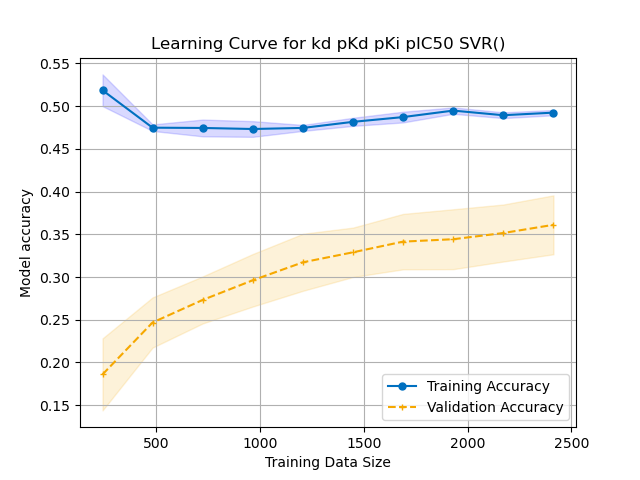 Learning Curve for kd pKd pKi pIC50 SVR()
0.55
0.50
0.45
0.40
0.35
0.30
0.25
0.20
0.15
Model accuracy
Training Accuracy
Validation Accuracy
500
1000
1500
2000
2500
Training Data Size